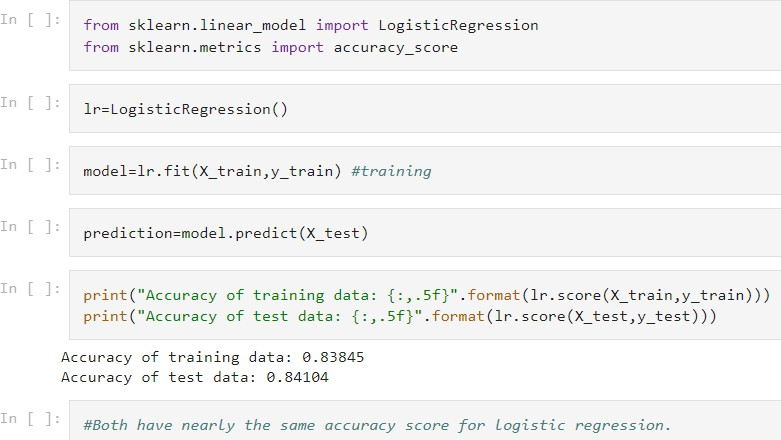 In [ ]: from sklearn.linear_model import LogisticRegression
from sklearn.metrics import accuracy_score
In [ ]: lr=LogisticRegression()
In [ ]: model=lr.fit(X_train,y_train) #training
In [ ]: prediction=model.predict(X_test)
In [ ]: print("Accuracy of training data: {:,.5f}".format(lr.score(X_train,y_train)))
print("Accuracy of test data: {:,.5f}".format(lr.score(X_test,y_test)))
Accuracy of training data: 0.83845
Accuracy of test data: 0.84104
In [ ]: #Both have nearly the same accuracy score for logistic regression.